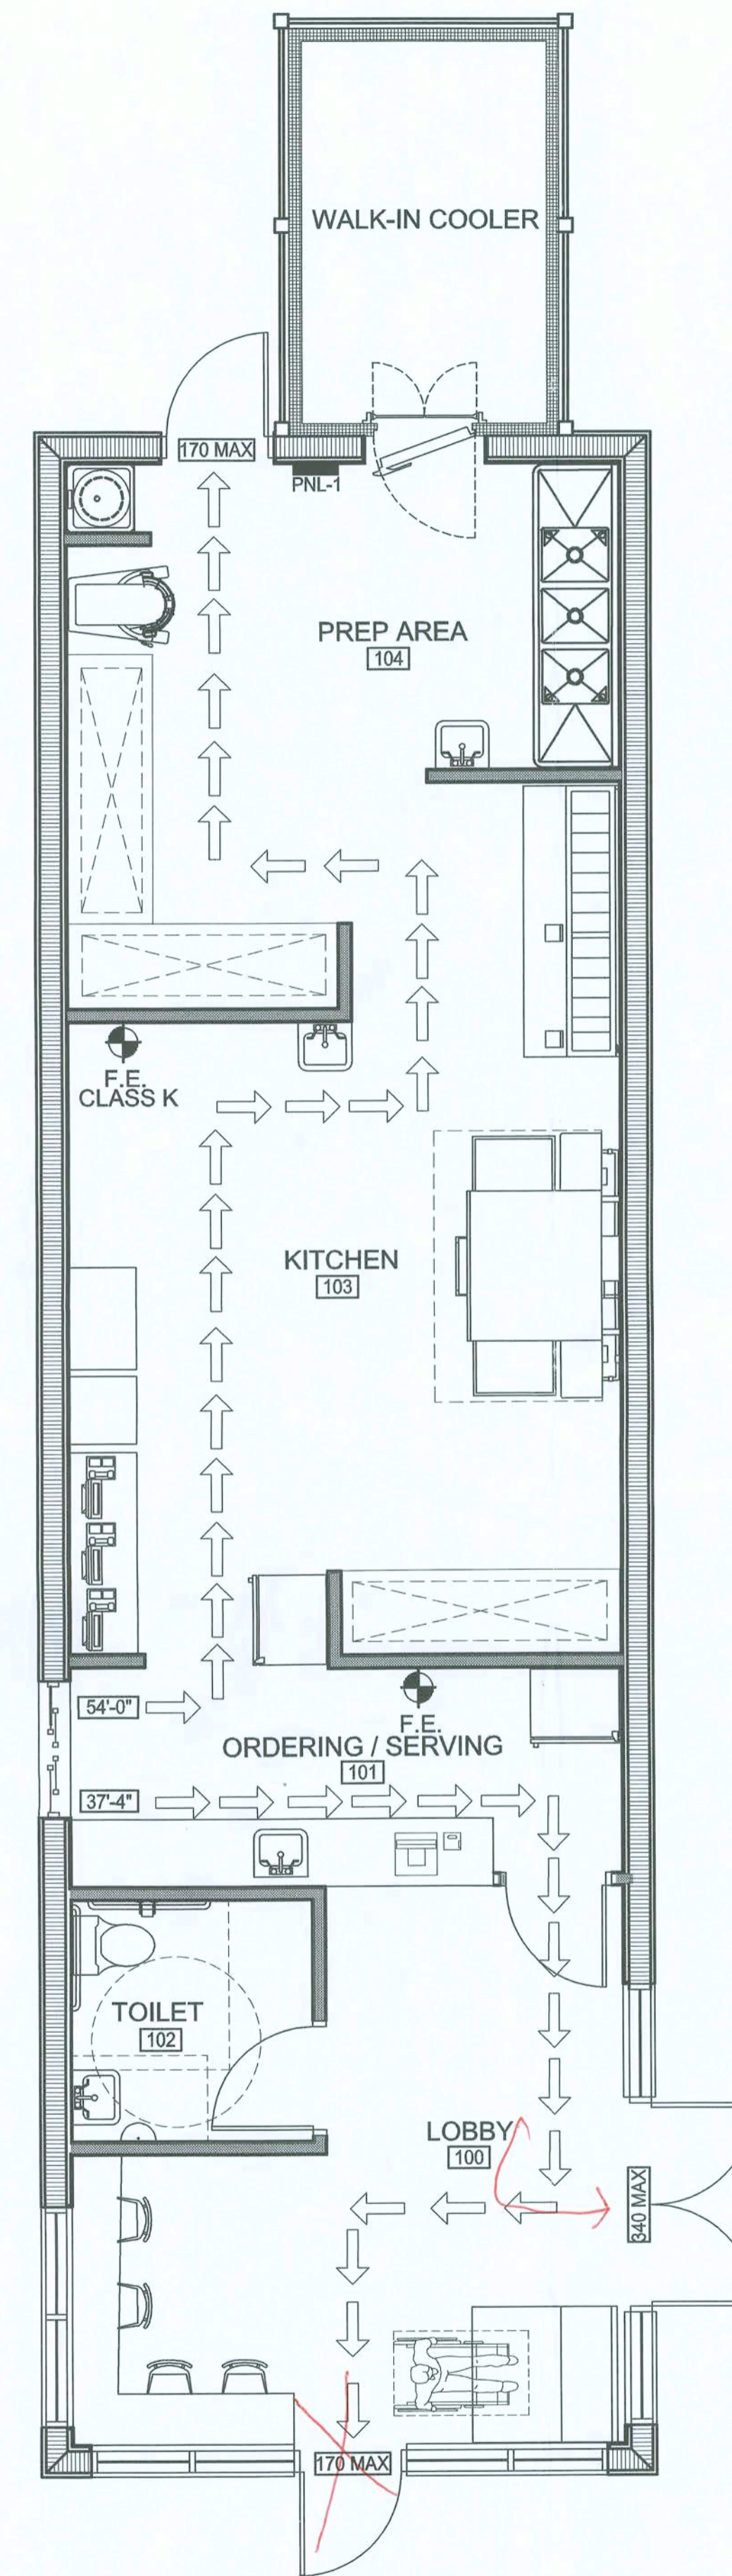 WALK-IN COOLER
170 MAX
PNL-1
PREP AREA
104
F.E.
CLASS K
KITCHEN
103
54'-0"
F.E.
ORDERING / SERVING
101
37'-4"
TOILET
102
LOBBY
100
340 MAX
170 MAX